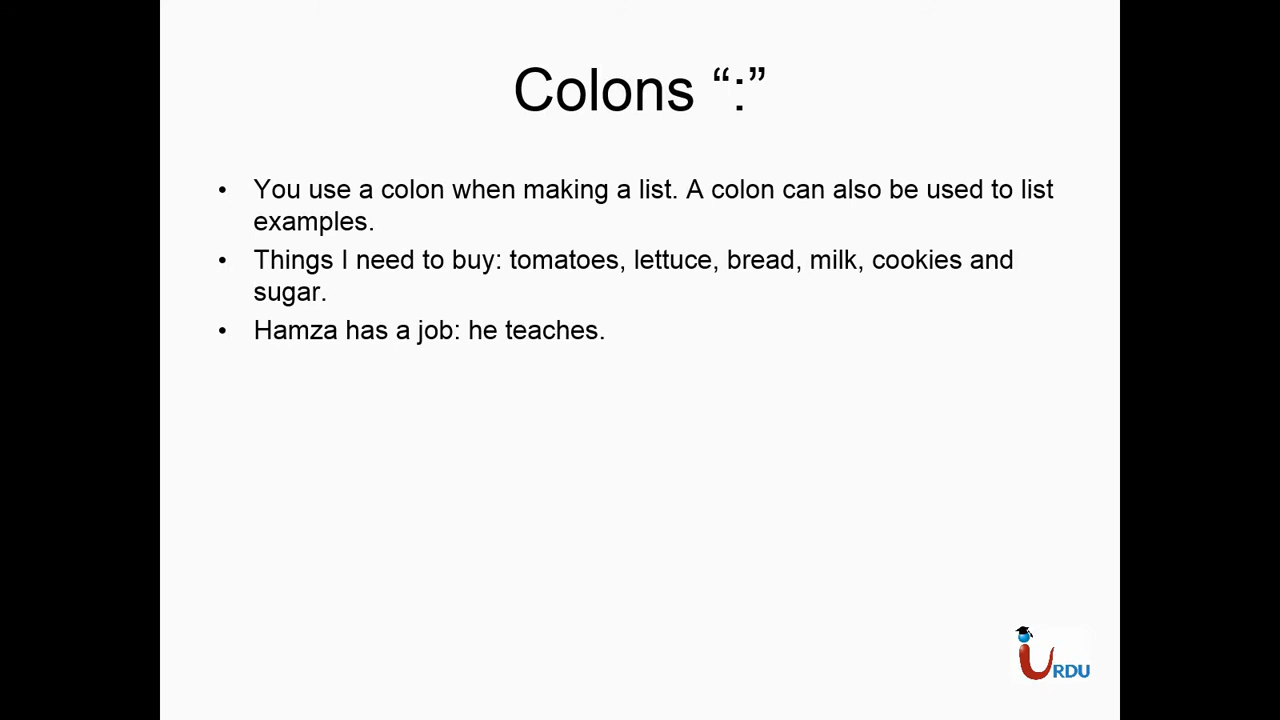 Colons “:”
• You use a colon when making a list. A colon can also be used to list
examples.
• Things I need to buy: tomatoes, lettuce, bread, milk, cookies and
sugar.
• Hamza has a job: he teaches.
iURDU